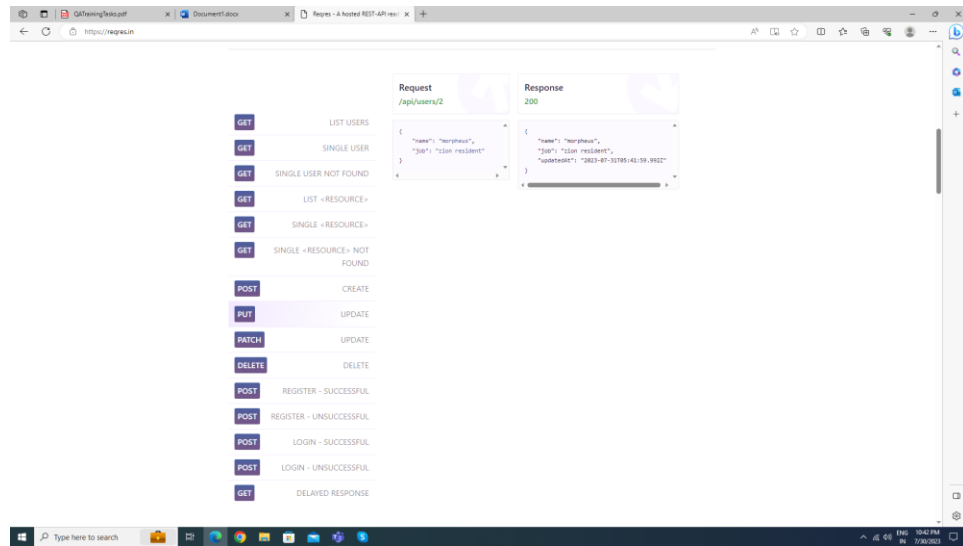 QATrainingTasks.pdf
Document1.docx
Reqres - A hosted REST-API rea
https://reqres.in
Request
/api/users/2
Response
200
{
"name": "morpheus",
"job": "zion resident"
}
{
"name": "morpheus",
"job": "zion resident",
"updatedAt": "2023-07-31T05:41:59.992Z"
}
GET LIST USERS
GET SINGLE USER
GET SINGLE USER NOT FOUND
GET LIST <RESOURCE>
GET SINGLE <RESOURCE>
GET SINGLE <RESOURCE> NOT
FOUND
POST CREATE
PUT UPDATE
PATCH UPDATE
DELETE DELETE
POST REGISTER - SUCCESSFUL
POST REGISTER - UNSUCCESSFUL
POST LOGIN - SUCCESSFUL
POST LOGIN - UNSUCCESSFUL
GET DELAYED RESPONSE
Type here to search
ENG 10:42 PM
IN 7/30/2023